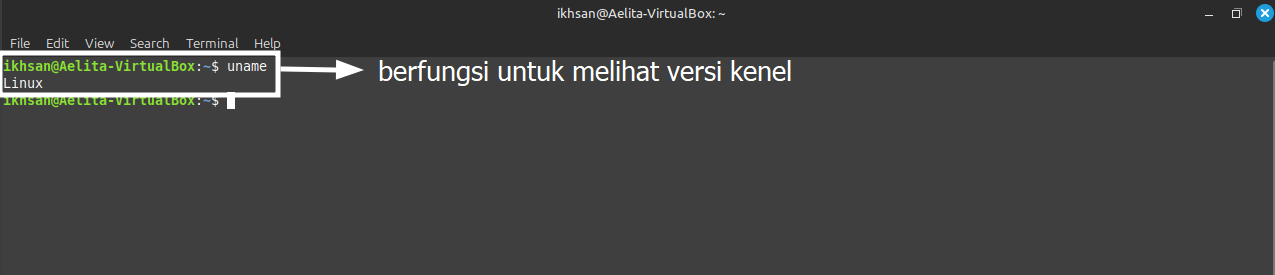 ikhsan@Aelita-VirtualBox: ~
File Edit View Search Terminal Help
ikhsan@Aelita-VirtualBox:~$ uname
berfungsi untuk melihat versi kenel
Linux
ikhsan@Aelita-VirtualBox:~$